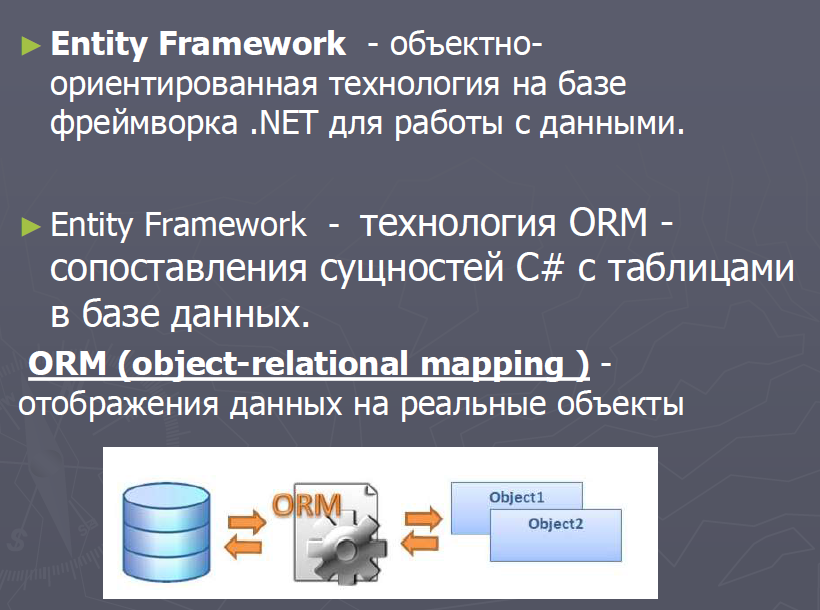 ► Entity Framework - объектно-
ориентированная технология на базе
фреймворка .NET для работы с данными.
► Entity Framework - технология ORM -
сопоставления сущностей C# с таблицами
в базе данных.
ORM (object-relational mapping ) -
отображения данных на реальные объекты
ORM
Object1
Object2
S